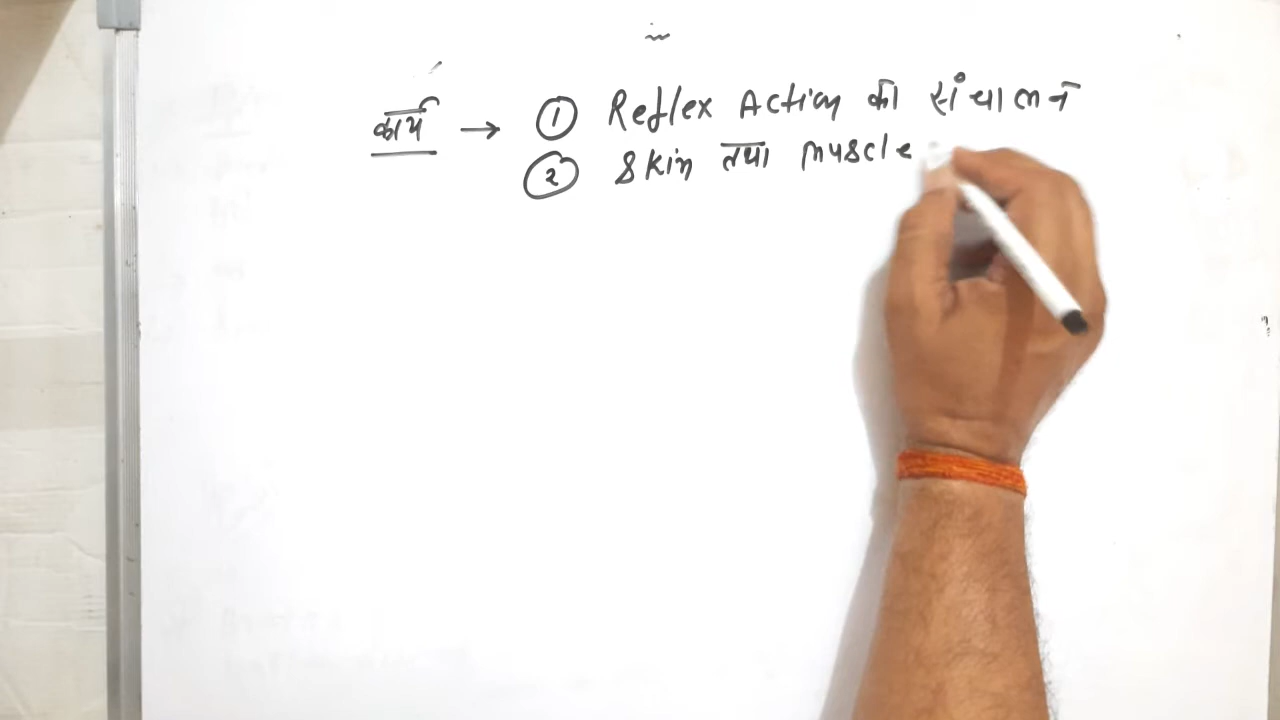 कार्य → ① Reflex Action को संचालन
② Skin तथा muscle